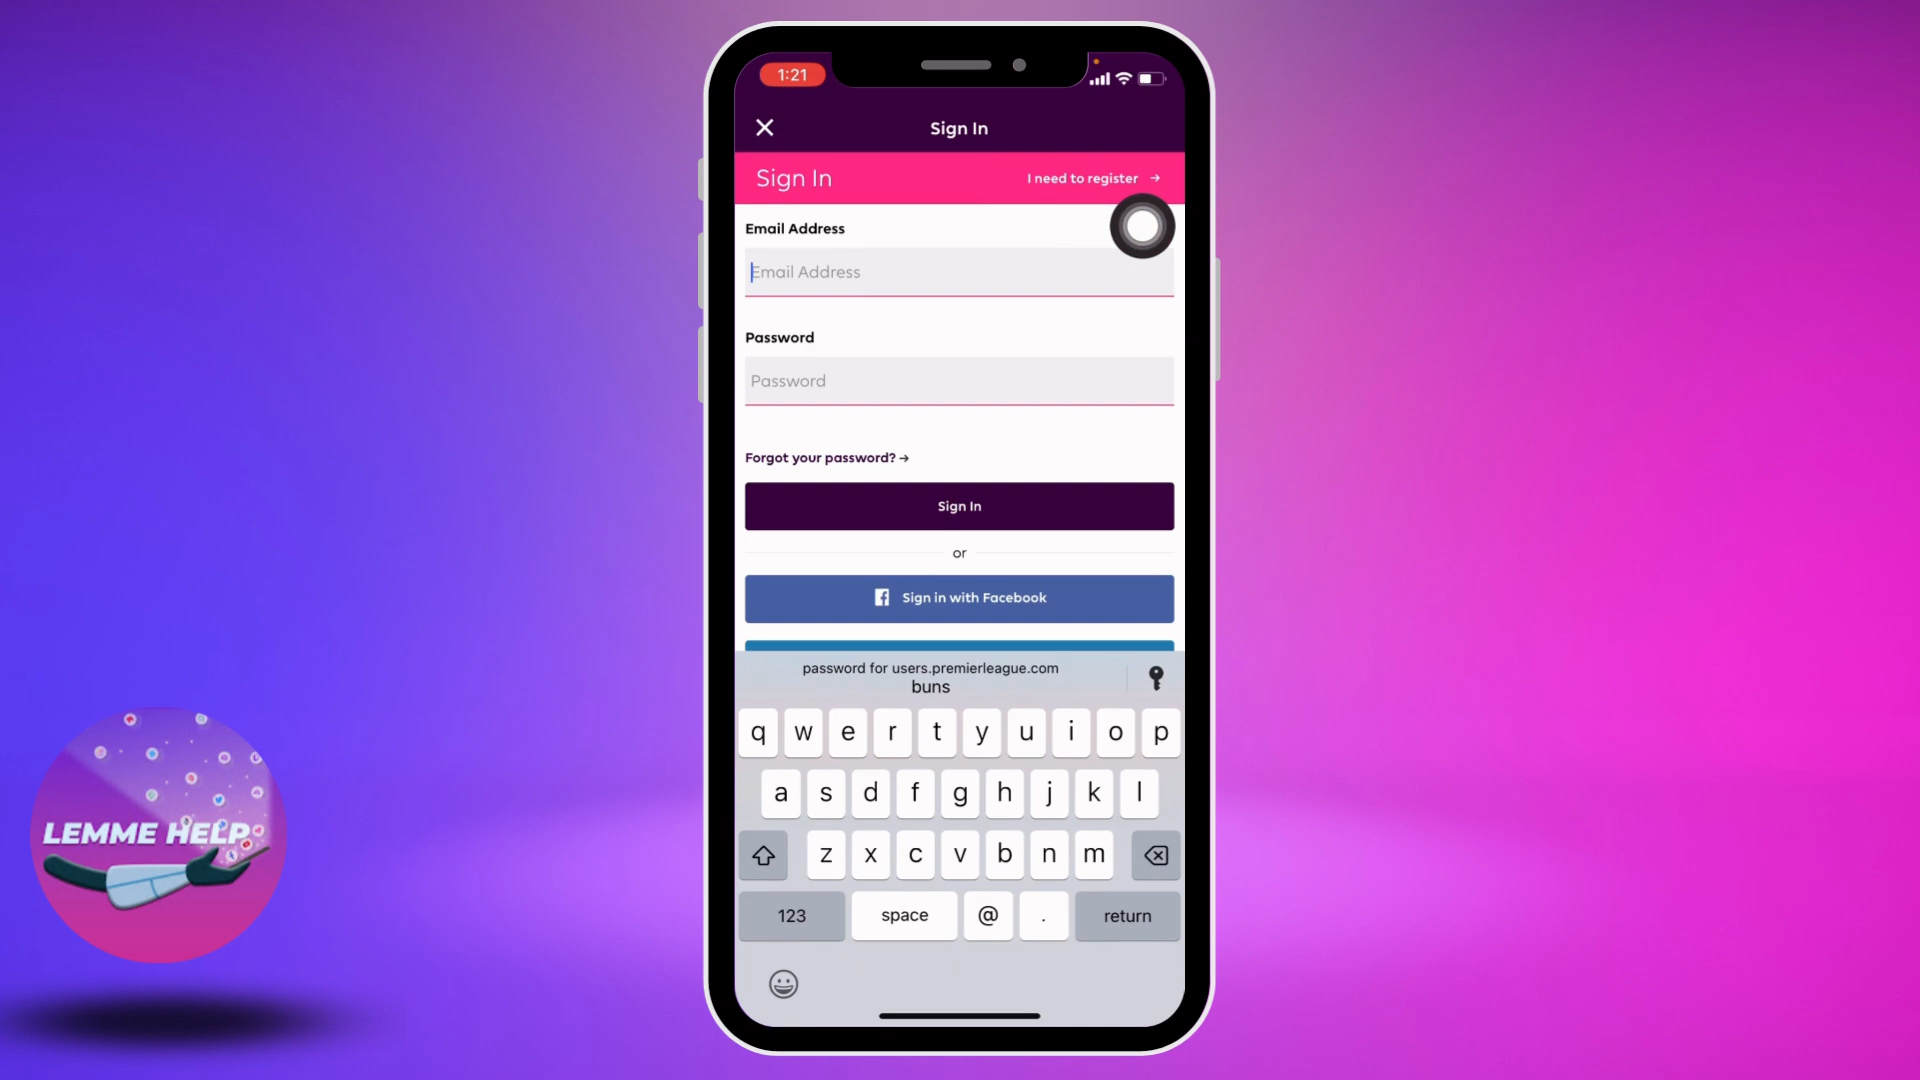 1:21
Sign In
Sign In
I need to register →
Email Address
Email Address
Password
Password
Forgot your password? →
Sign In
or
Sign in with Facebook
password for users.premierleague.com
buns
q w e r t y u i o p
a s d f g h j k l
z x c v b n m
123 space @ . return
LEMME HELP